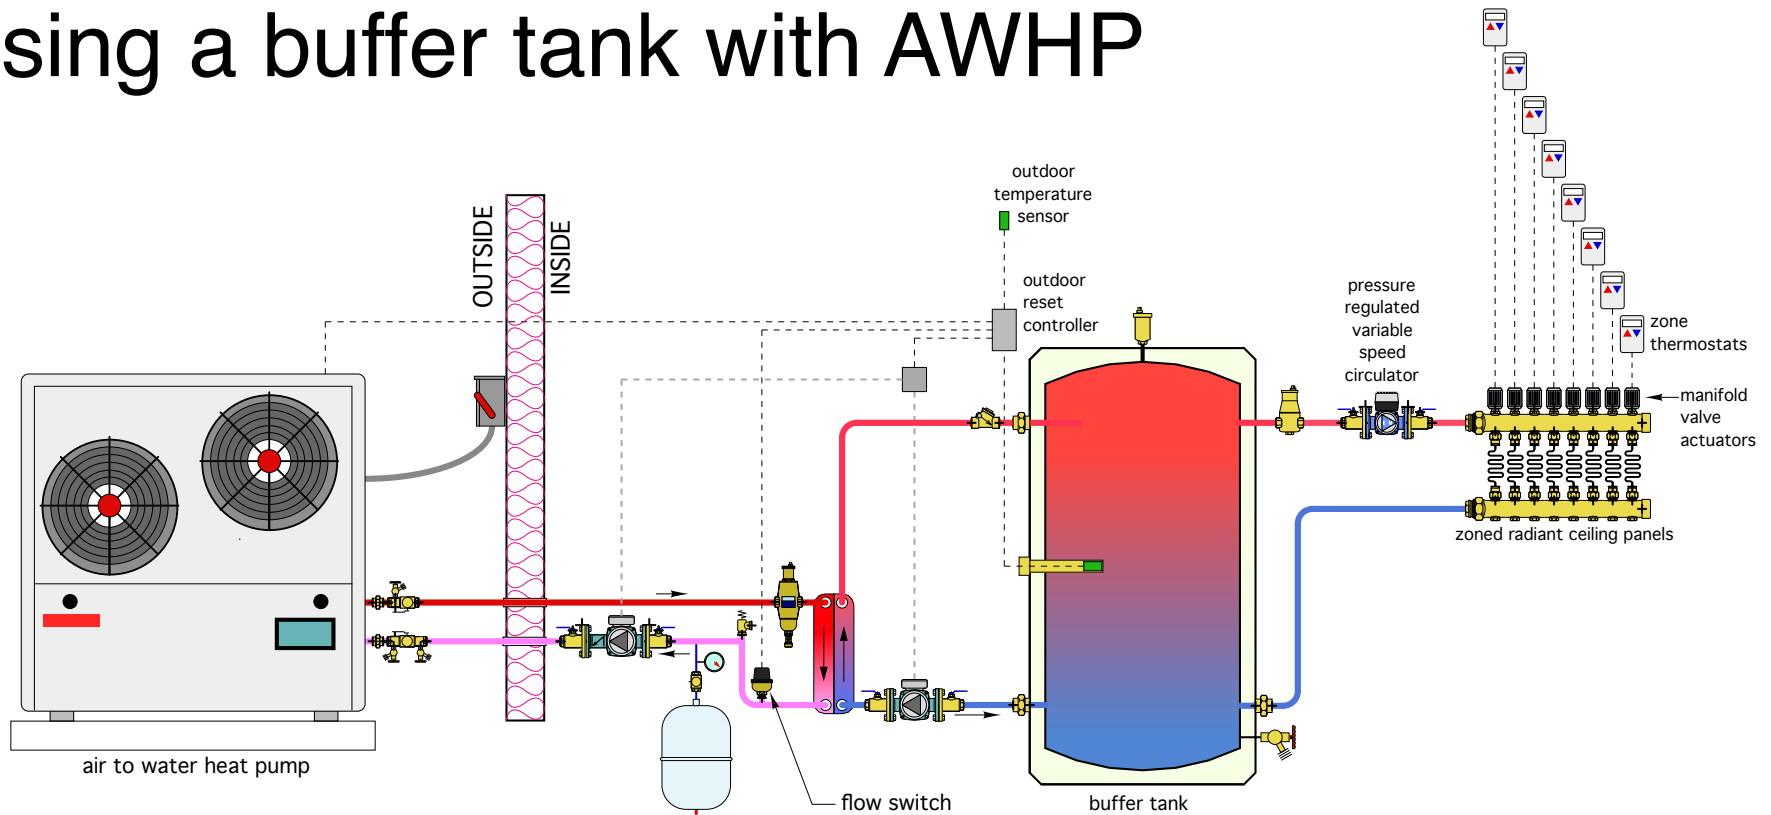 sing a buffer tank with AWHP
outdoor
temperature
sensor
OUTSIDE
INSIDE
outdoor
reset
controller
pressure
regulated
variable
speed
circulator
zone
thermostats
manifold
valve
actuators
zoned radiant ceiling panels
air to water heat pump
flow switch
buffer tank